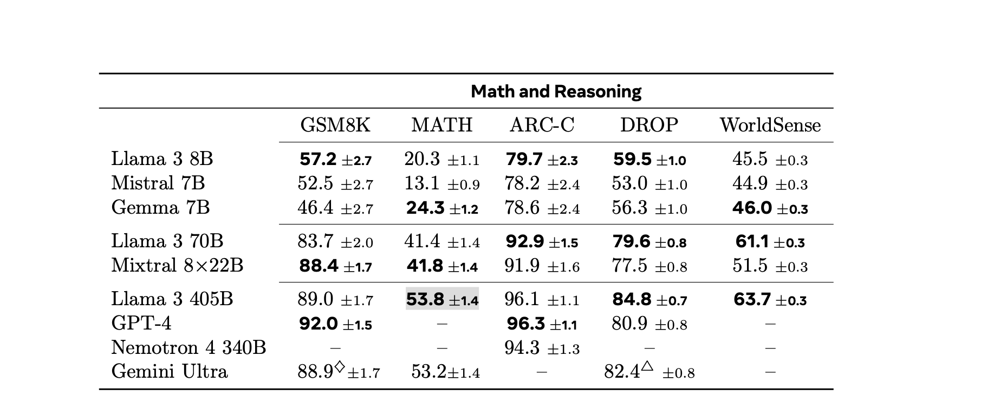 Math and Reasoning
GSM8K MATH ARC-C DROP WorldSense
Llama 3 8B 57.2 ±2.7 20.3 ±1.1 79.7 ±2.3 59.5 ±1.0 45.5 ±0.3
Mistral 7B 52.5 ±2.7 13.1 ±0.9 78.2 ±2.4 53.0 ±1.0 44.9 ±0.3
Gemma 7B 46.4 ±2.7 24.3 ±1.2 78.6 ±2.4 56.3 ±1.0 46.0 ±0.3
Llama 3 70B 83.7 ±2.0 41.4 ±1.4 92.9 ±1.5 79.6 ±0.8 61.1 ±0.3
Mixtral 8×22B 88.4 ±1.7 41.8 ±1.4 91.9 ±1.6 77.5 ±0.8 51.5 ±0.3
Llama 3 405B 89.0 ±1.7 53.8 ±1.4 96.1 ±1.1 84.8 ±0.7 63.7 ±0.3
GPT-4 92.0 ±1.5 – 96.3 ±1.1 80.9 ±0.8 –
Nemotron 4 340B – – 94.3 ±1.3 – –
Gemini Ultra 88.9◇±1.7 53.2±1.4 – 82.4△ ±0.8 –